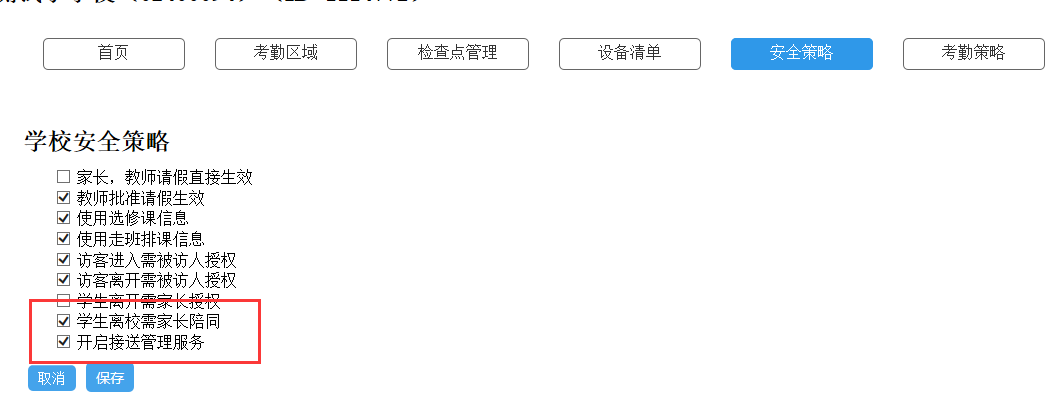 首页 考勤区域 检查点管理 设备清单 安全策略 考勤策略
学校安全策略
家长，教师请假直接生效
教师批准请假生效
使用选修课信息
使用走班排课信息
访客进入需被访人授权
访客离开需被访人授权
学生离开需家长授权
学生离校需家长陪同
开启接送管理服务
取消 保存